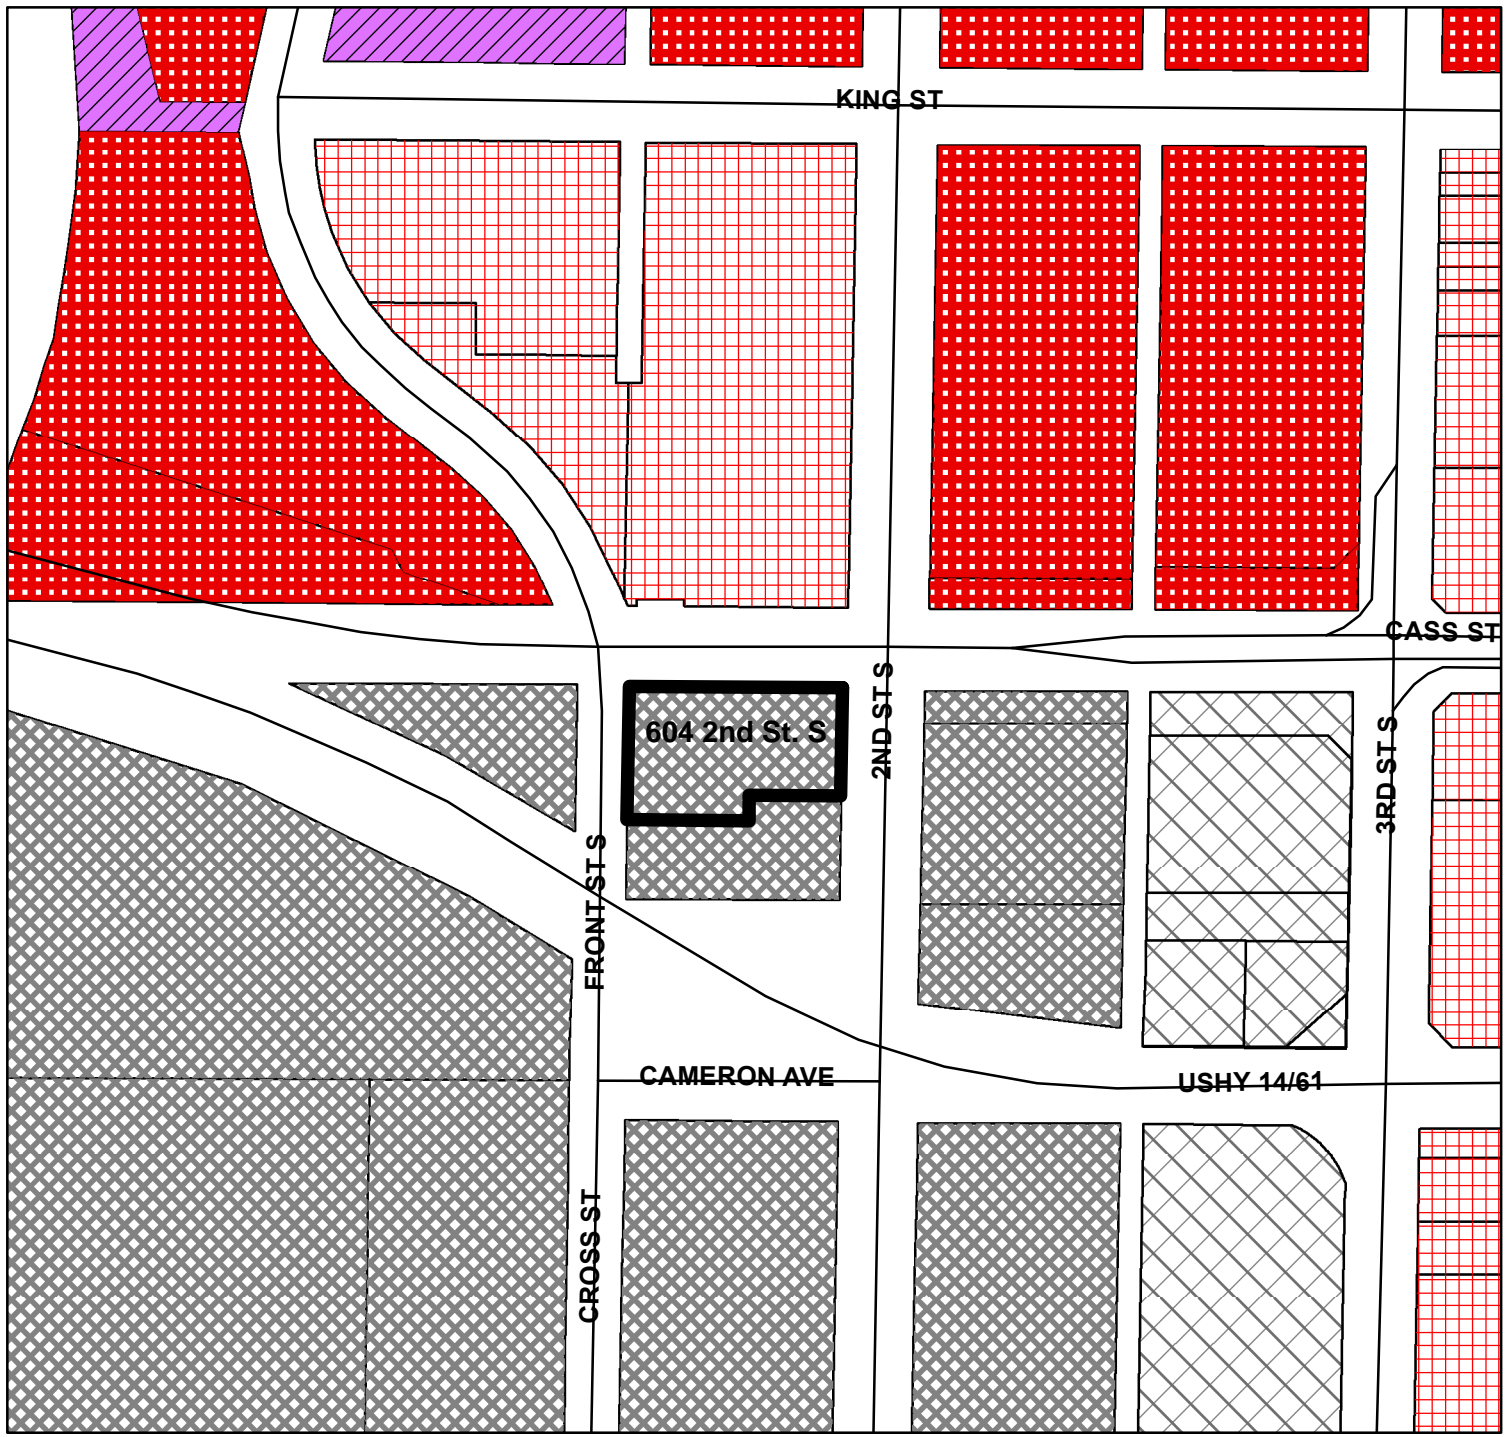 KING ST
CASS ST
604 2nd St. S
2ND ST S
3RD ST S
FRONT ST S
CAMERON AVE
USHY 14/61
CROSS ST